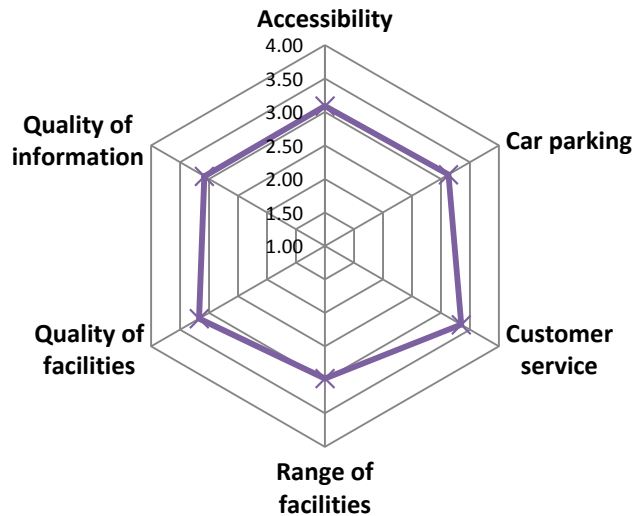 Accessibility
4.00
3.50
3.00
2.50
2.00
1.50
1.00
Car parking
Customer
service
Range of
facilities
Quality of
facilities
Quality of
information